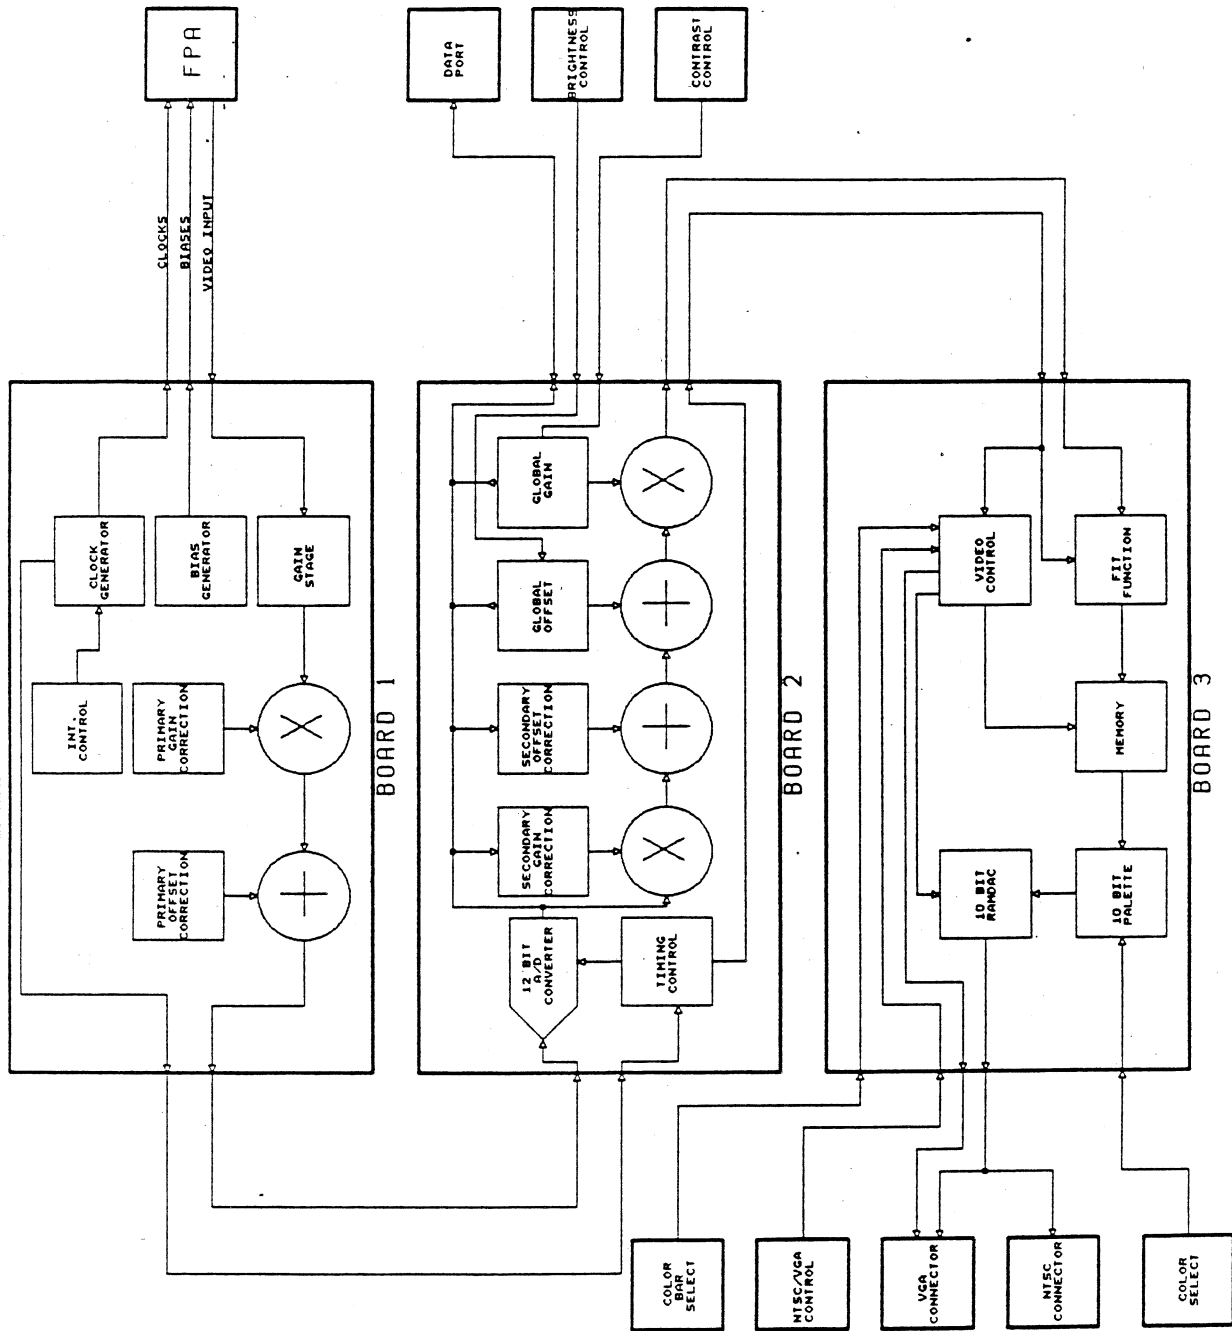 FPA
DATA
PORT
BRIGHTNESS
CONTROL
CONTRAST
CONTROL
CLOCKS
BIASES
VIDEO INPUT
CLOCK
GENERATOR
BIAS
GENERATOR
GAIN
STAGE
INT.
CONTROL
PRIMARY
GAIN
CORRECTION
PRIMARY
OFFSET
CORRECTION
BOARD 1
GLOBAL
GAIN
GLOBAL
OFFSET
SECONDARY
OFFSET
CORRECTION
SECONDARY
GAIN
CORRECTION
12 BIT
A/D
CONVERTER
TIMING
CONTROL
BOARD 2
VIDEO
CONTROL
FIT
FUNCTION
MEMORY
10 BIT
RAMDAC
10 BIT
PALETTE
BOARD 3
COLOR
BAR
SELECT
NTSC/VGA
CONTROL
VGA
CONNECTOR
NTSC
CONNECTOR
COLOR
SELECT